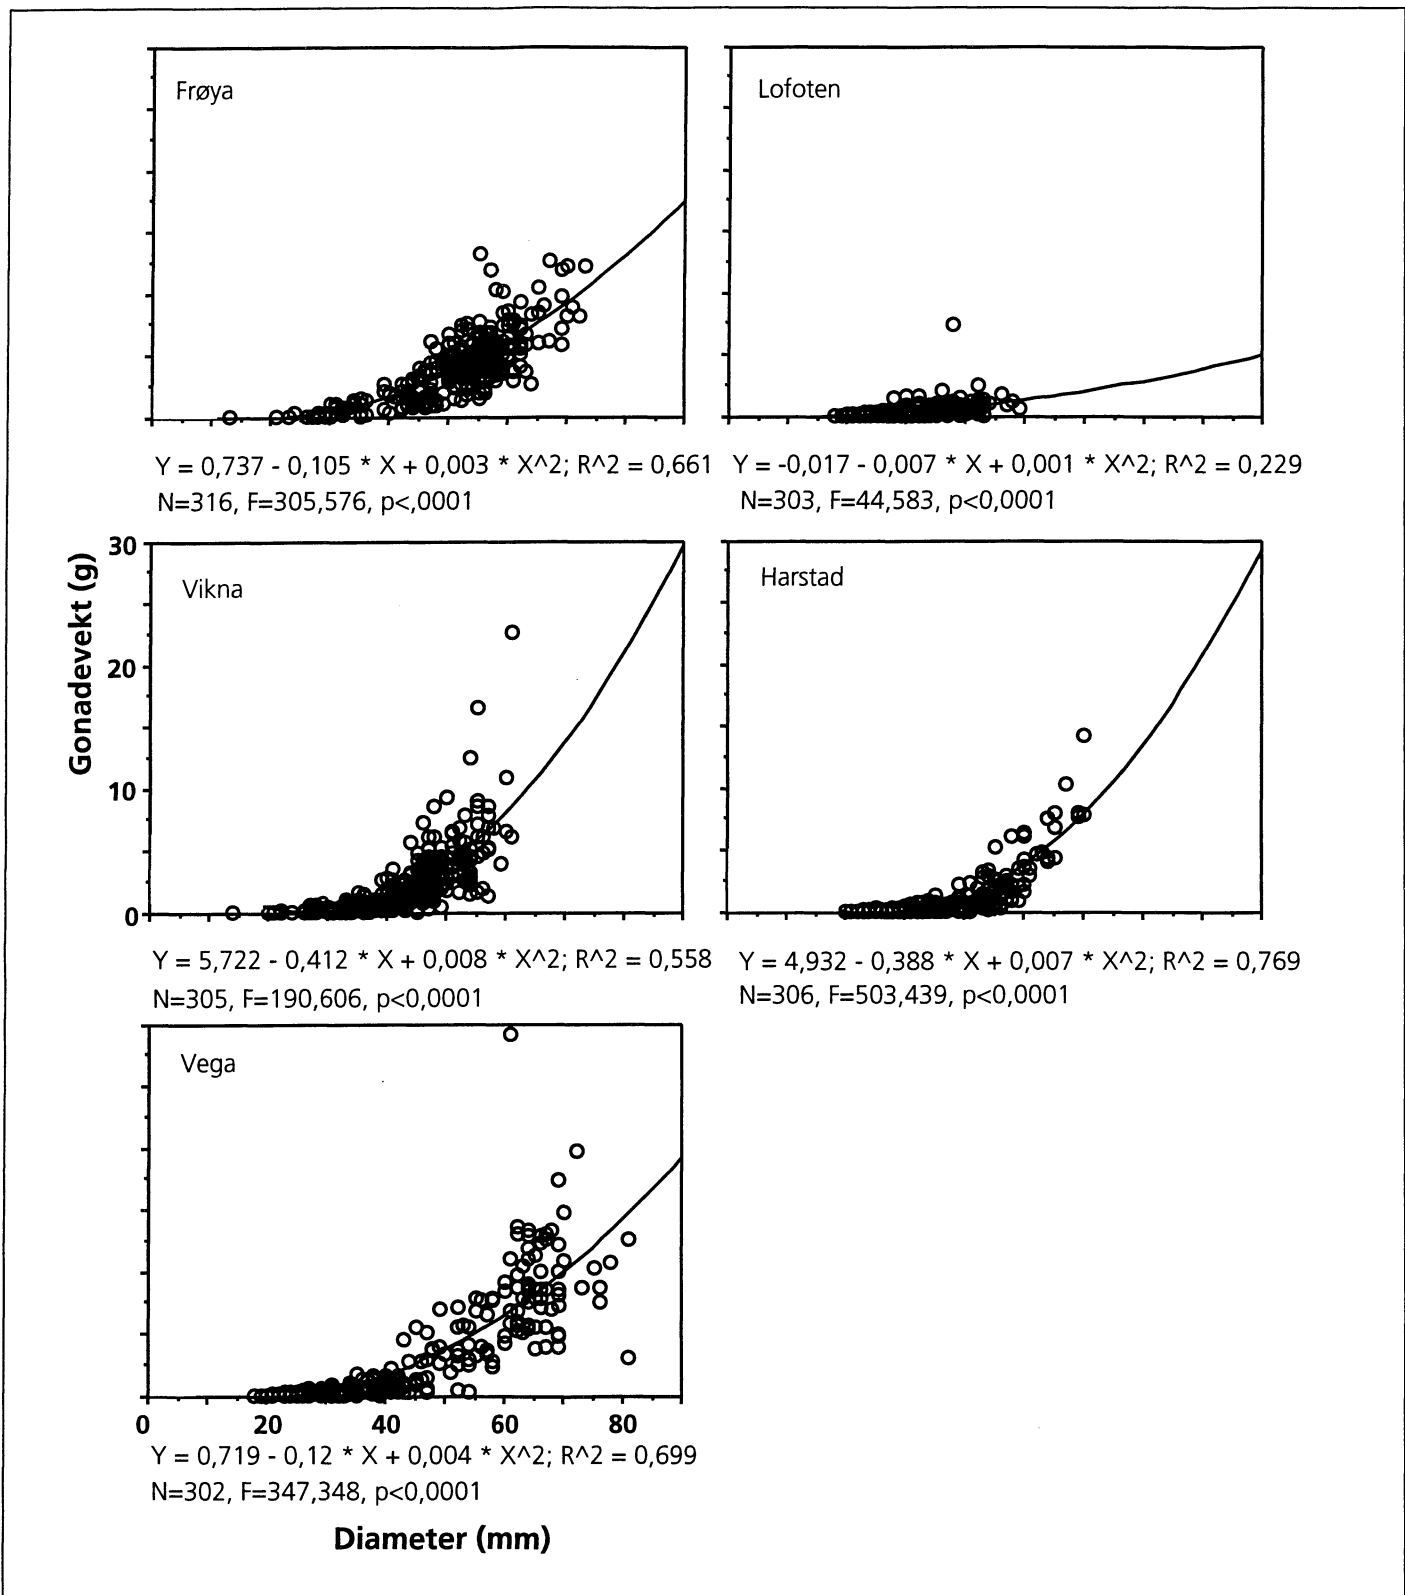 Frøya
Lofoten
Y = 0,737 - 0,105 * X + 0,003 * X^2; R^2 = 0,661
N=316, F=305,576, p<,0001
Y = -0,017 - 0,007 * X + 0,001 * X^2; R^2 = 0,229
N=303, F=44,583, p<0,0001
Gonadevekt (g)
30
20
10
0
Vikna
Harstad
Y = 5,722 - 0,412 * X + 0,008 * X^2; R^2 = 0,558
N=305, F=190,606, p<0,0001
Y = 4,932 - 0,388 * X + 0,007 * X^2; R^2 = 0,769
N=306, F=503,439, p<0,0001
Vega
0 20 40 60 80
Y = 0,719 - 0,12 * X + 0,004 * X^2; R^2 = 0,699
N=302, F=347,348, p<0,0001
Diameter (mm)